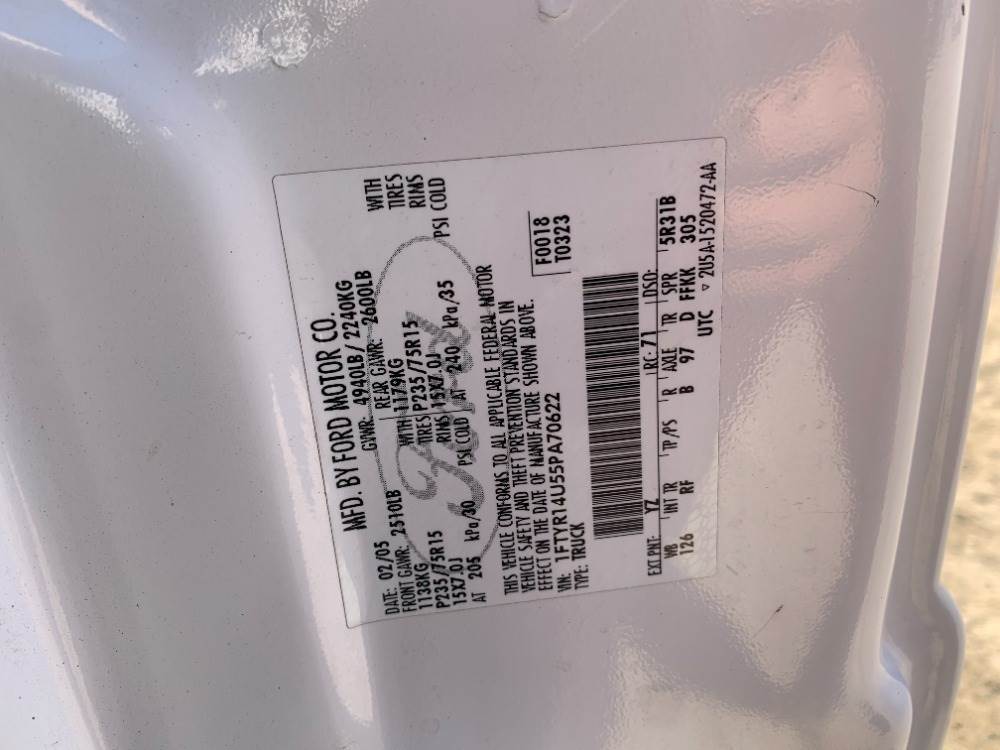 MFD. BY FORD MOTOR CO.
DATE: 02/05 GVWR: 4940LB/2240KG
FRONT GAWR: 2510LB REAR GAWR: 2600LB
1138KG WITH 1179KG WITH
P235/75R15 TIRES P235/75R15 TIRES
15X7.0J RIMS 15X7.0J RIMS
AT 205 kPa/30 PSI COLD AT 240 kPa/35 PSI COLD
THIS VEHICLE CONFORMS TO ALL APPLICABLE FEDERAL MOTOR
VEHICLE SAFETY AND THEFT PREVENTION STANDARDS IN
EFFECT ON THE DATE OF MANUFACTURE SHOWN ABOVE.
VIN: 1FTYR14U55PA70622 F0018
TYPE: TRUCK T0323
EXT PNT: YZ RC: 71 DSO:
WB INT TR TP/PS R AXLE TR SPR 5R31B
126 RF B 97 D FFKK 305
UTC ▿ 2U5A-1520472-AA